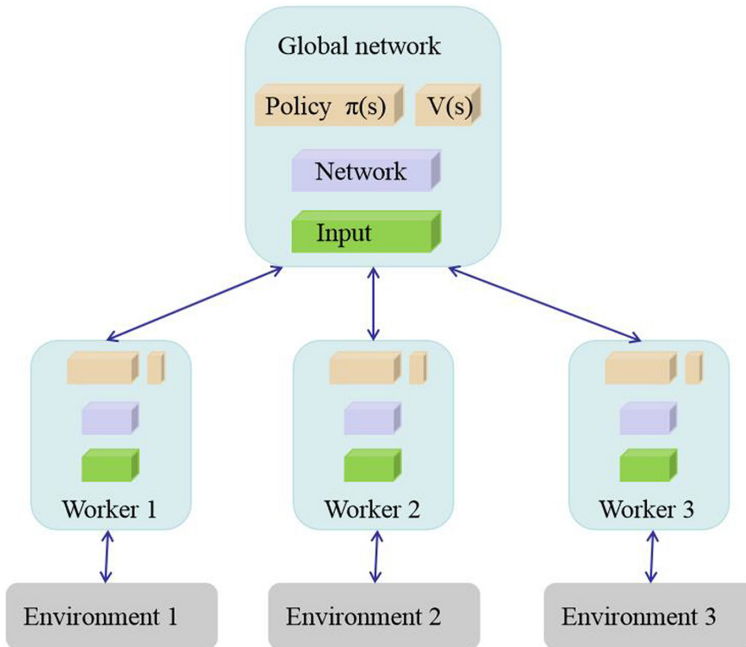 Global network
Policy π(s) V(s)
Network
Input
Worker 1 Worker 2 Worker 3
Environment 1 Environment 2 Environment 3